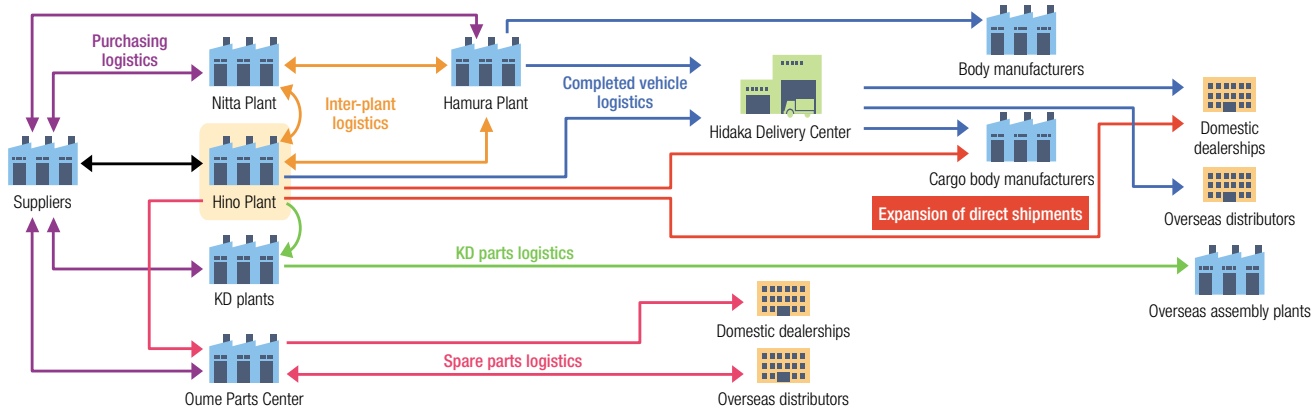 Purchasing
logistics
Nitta Plant
Inter-plant
logistics
Hamura Plant
Completed vehicle
logistics
Hidaka Delivery Center
Body manufacturers
Domestic
dealerships
Suppliers
Hino Plant
Cargo body manufacturers
Expansion of direct shipments
Overseas distributors
KD parts logistics
KD plants
Overseas assembly plants
Domestic dealerships
Spare parts logistics
Oume Parts Center
Overseas distributors